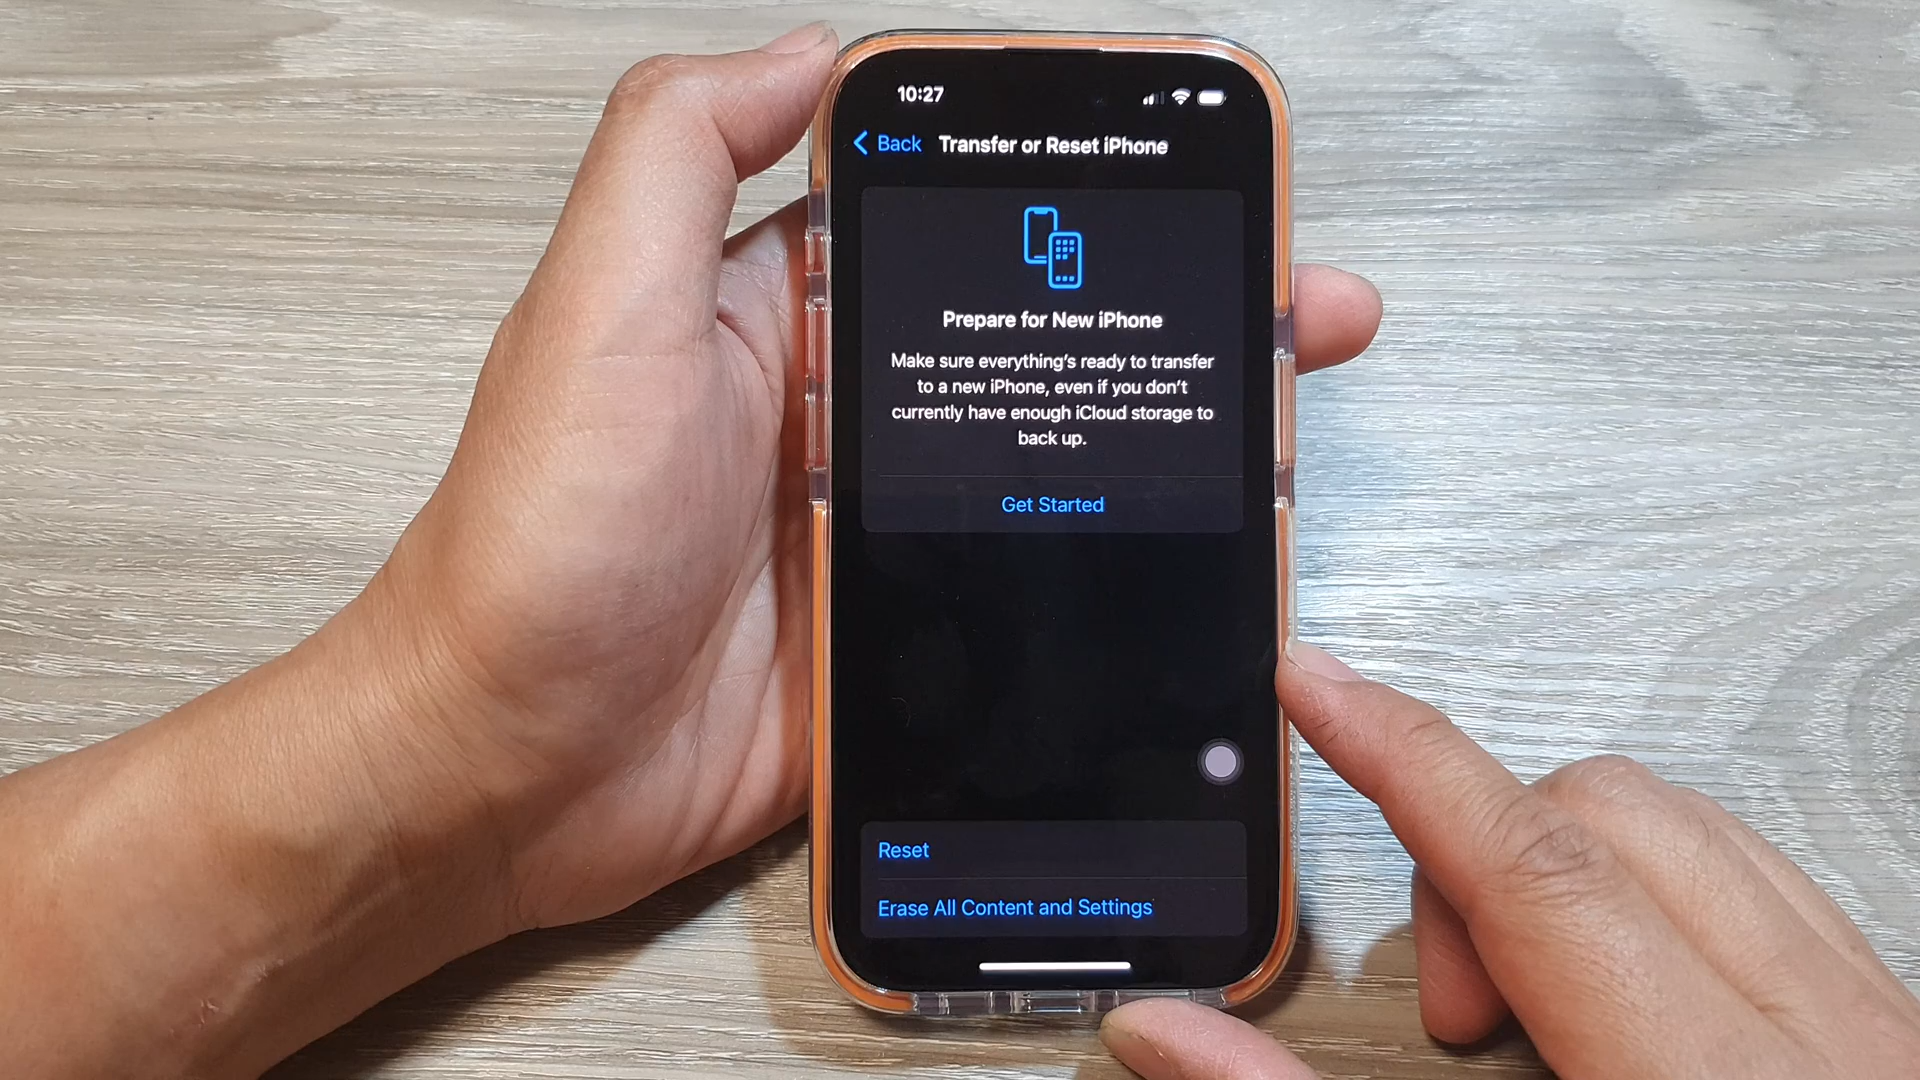 10:27
Back Transfer or Reset iPhone
Prepare for New iPhone
Make sure everything's ready to transfer
to a new iPhone, even if you don't
currently have enough iCloud storage to
back up.
Get Started
Reset
Erase All Content and Settings